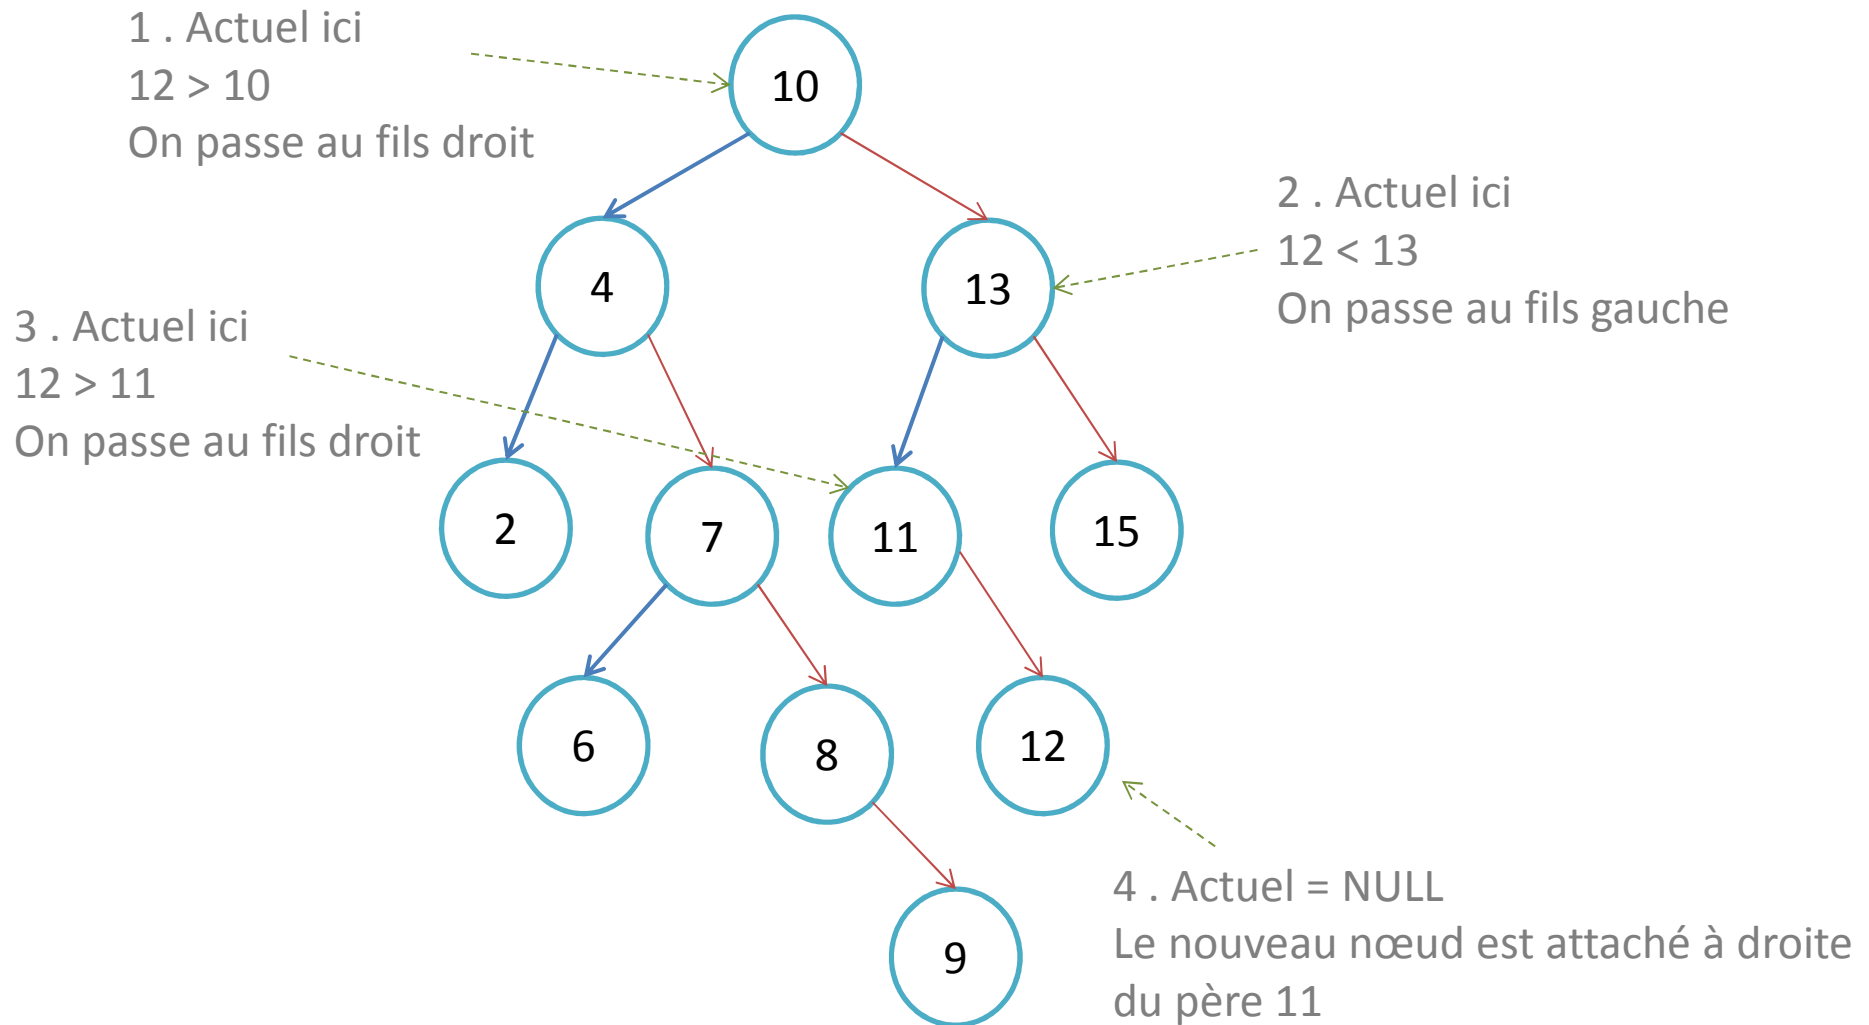 1 . Actuel ici
12 > 10
On passe au fils droit
10
2 . Actuel ici
12 < 13
On passe au fils gauche
4
13
3 . Actuel ici
12 > 11
On passe au fils droit
2
7
11
15
6
8
12
4 . Actuel = NULL
Le nouveau nœud est attaché à droite
du père 11
9